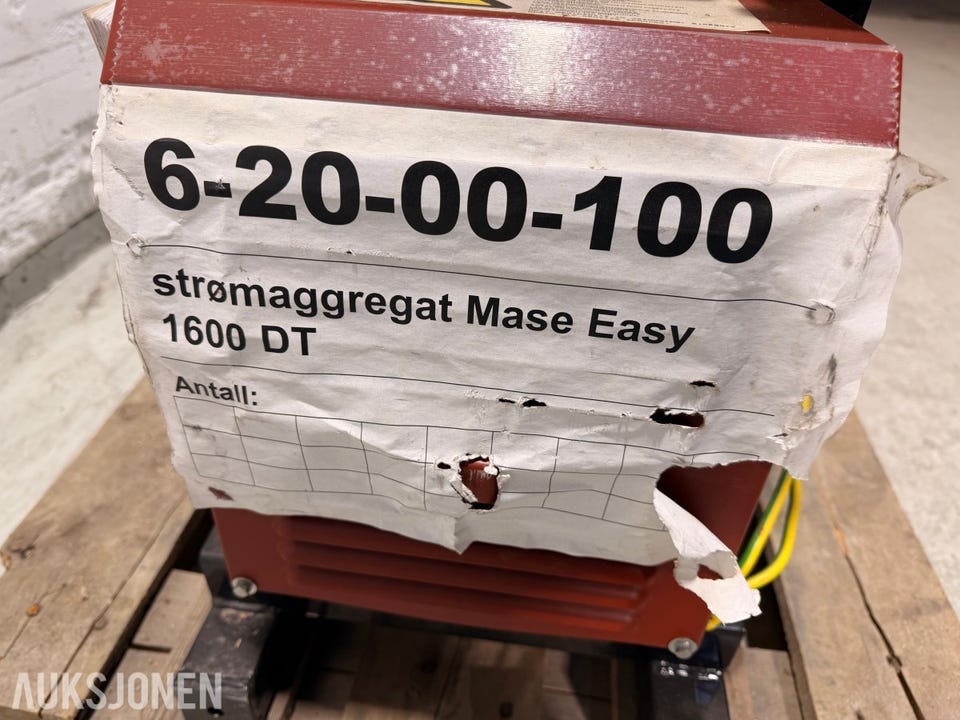 6-20-00-100
strømaggregat Mase Easy
1600 DT
Antall:
AUKSJONEN